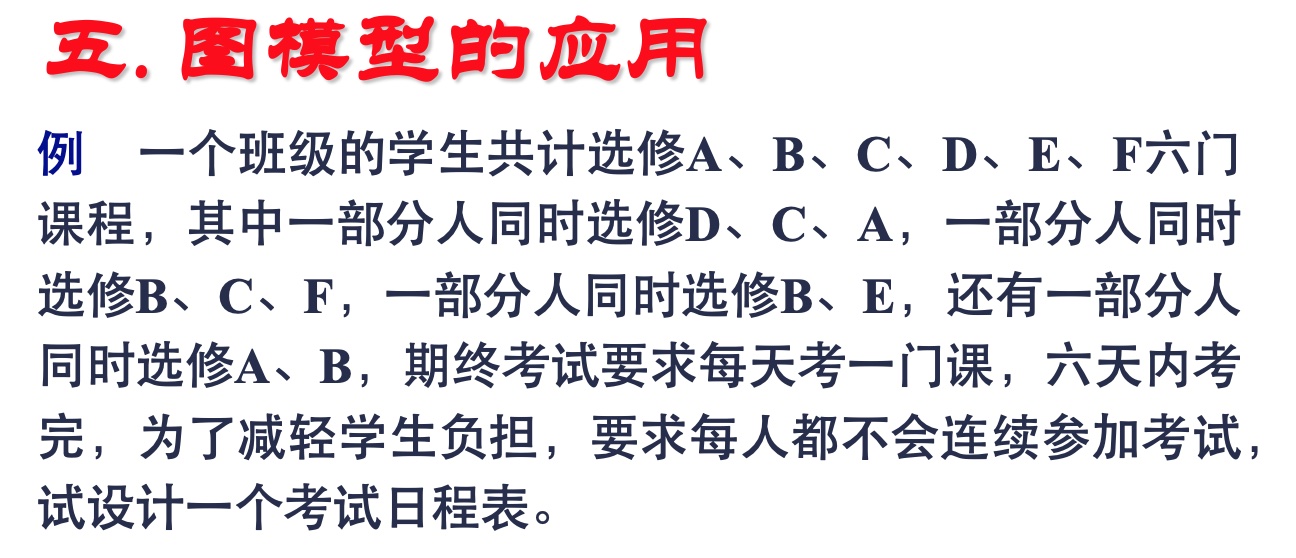 五.图模型的应用
例 一个班级的学生共计选修A、B、C、D、E、F六门
课程，其中一部分人同时选修D、C、A，一部分人同时
选修B、C、F，一部分人同时选修B、E，还有一部分人
同时选修A、B，期终考试要求每天考一门课，六天内考
完，为了减轻学生负担，要求每人都不会连续参加考试，
试设计一个考试日程表。